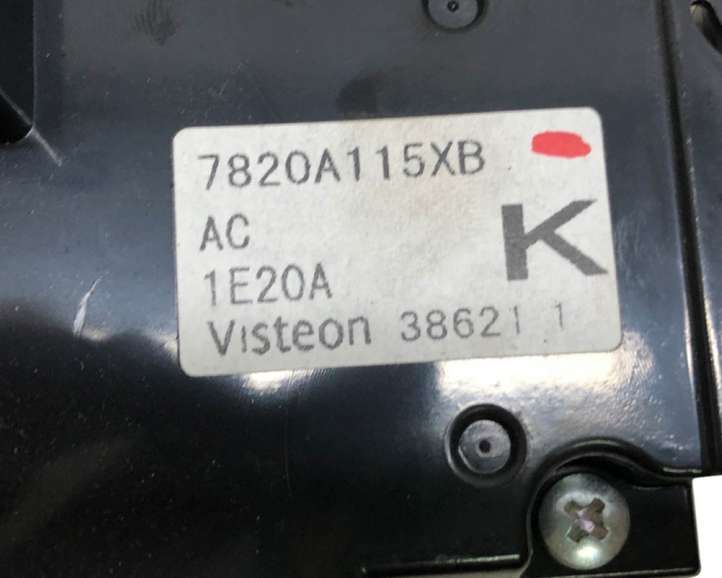 7820A115XB
AC
K
1E20A
Visteon 38621 1